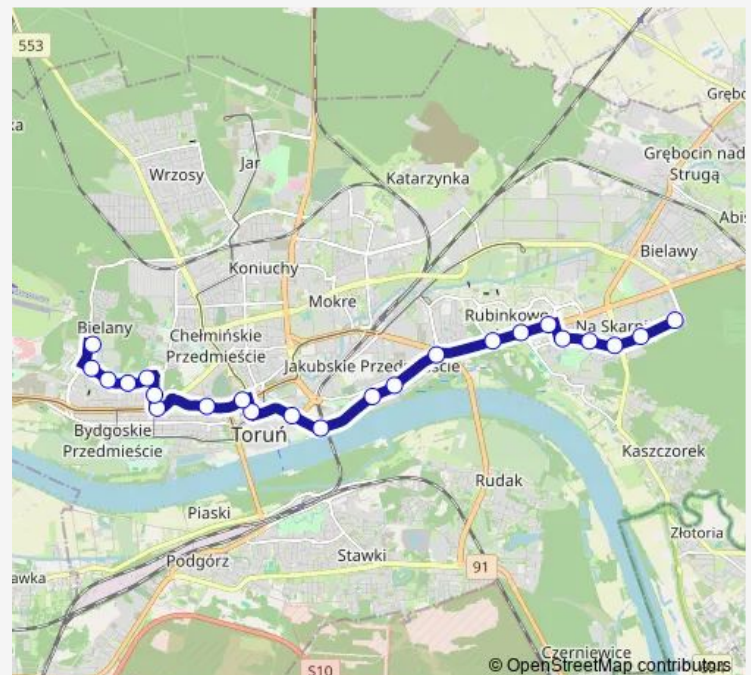 553
Grębo
ka
Jar
Katarzynka
Grębocin nad
Strugą
Wrzosy
Abis
Bielawy
Koniuchy
Mokre
Bielany
Chełmińskie
Przedmieście
Rubinkowo
Na Skarpi
Jakubskie Przedmieście
Bydgoskie
Przedmieście
Toruń
Kaszczorek
Rudak
Piaski
Złotoria
Podgórz
Stawki
awka
91
Czerniewice
S10
© OpenStreetMap contributors